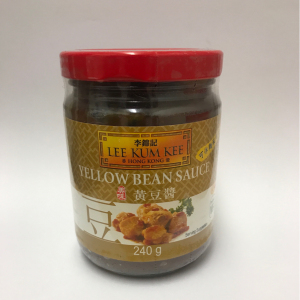 李錦記
LEE KUM KEE
HONG KONG
YELLOW BEAN SAUCE
黃豆醬
豆
240 g